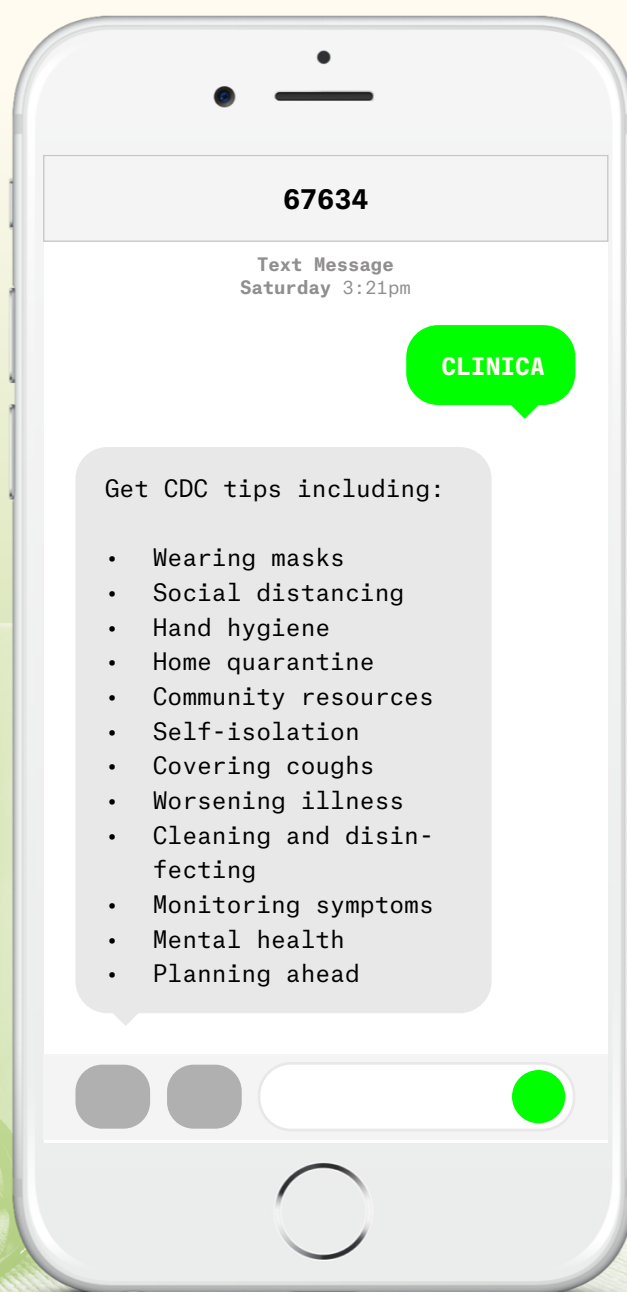 67634
Text Message
Saturday 3:21pm
CLINICA
Get CDC tips including:
• Wearing masks
• Social distancing
• Hand hygiene
• Home quarantine
• Community resources
• Self-isolation
• Covering coughs
• Worsening illness
• Cleaning and disin-
fecting
• Monitoring symptoms
• Mental health
• Planning ahead